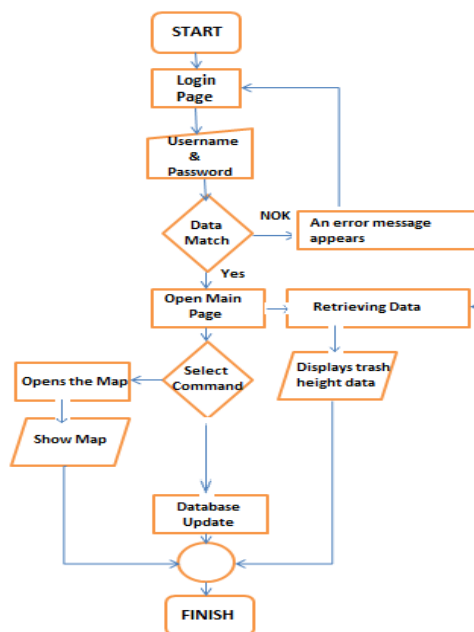 START
Login
Page
Username
&
Password
Data
Match
NOK
An error message
appears
Yes
Open Main
Page
Retrieving Data
Select
Command
Displays trash
height data
Opens the Map
Show Map
Database
Update
FINISH